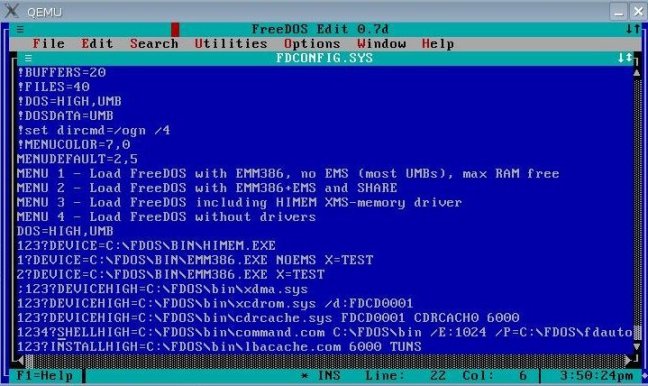 QEMU
FreeDOS Edit 0.7d
File Edit Search Utilities Options Window Help
FDCONFIG.SYS
!BUFFERS=20
!FILES=40
!DOS=HIGH,UMB
!DOSDATA=UMB
!set dircmd=/ogn /4
!MENUCOLOR=7,0
MENUDEFAULT=2,5
MENU 1 - Load FreeDOS with EMM386, no EMS (most UMBs), max RAM free
MENU 2 - Load FreeDOS with EMM386+EMS and SHARE
MENU 3 - Load FreeDOS including HIMEM XMS-memory driver
MENU 4 - Load FreeDOS without drivers
DOS=HIGH,UMB
123?DEVICE=C:\FDOS\BIN\HIMEM.EXE
1?DEVICE=C:\FDOS\BIN\EMM386.EXE NOEMS X=TEST
2?DEVICE=C:\FDOS\BIN\EMM386.EXE X=TEST
;123?DEVICEHIGH=C:\FDOS\bin\xdma.sys
123?DEVICEHIGH=C:\FDOS\bin\xcdrom.sys /d:FDCD0001
123?DEVICEHIGH=C:\FDOS\bin\cdrcache.sys FDCD0001 CDRCACH0 6000
1234?SHELLHIGH=C:\FDOS\bin\command.com C:\FDOS\bin /E:1024 /P=C:\FDOS\fdauto
123?INSTALLHIGH=C:\FDOS\bin\lbacache.com 6000 TUNS
F1=Help * INS Line: 22 Col: 6 3:50:24pm